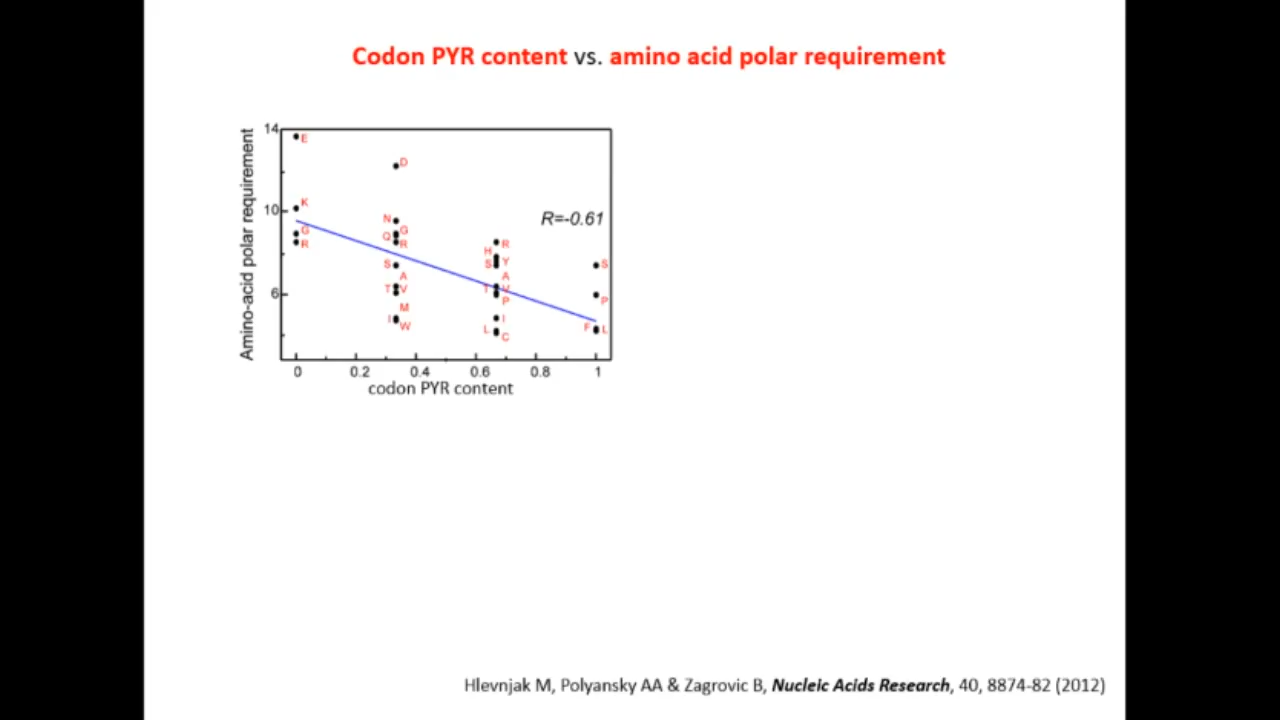 Codon PYR content vs. amino acid polar requirement
Amino-acid polar requirement
14
10
6
E
K
G
R
D
N
G
Q
R
S
A
T V
M
I
W
R
H
Y
S
A
T V
P
I
L
C
S
P
F L
R=-0.61
0 0.2 0.4 0.6 0.8 1
codon PYR content
Hlevnjak M, Polyansky AA & Zagrovic B, Nucleic Acids Research, 40, 8874-82 (2012)